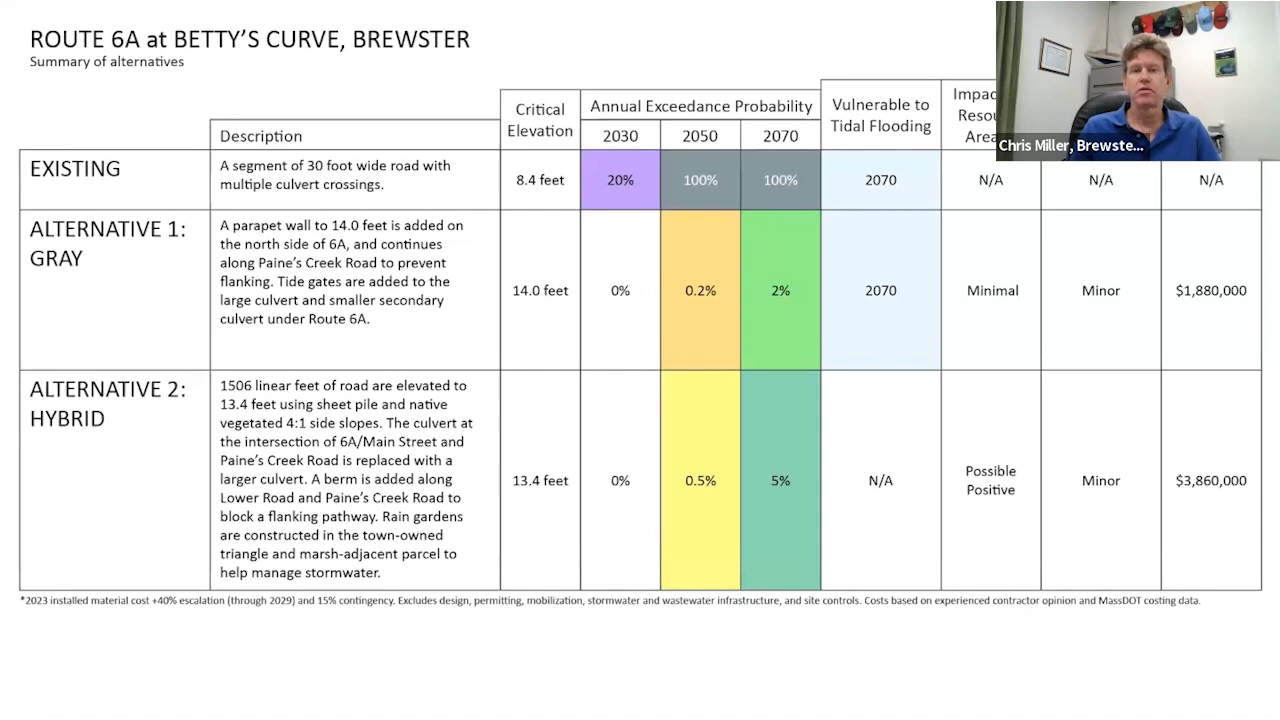 ROUTE 6A at BETTY'S CURVE, BREWSTER
Summary of alternatives
Description
Critical
Elevation
Annual Exceedance Probability
2030
2050
2070
Vulnerable to
Tidal Flooding
Chris Miller, Brewste...
EXISTING
A segment of 30 foot wide road with
multiple culvert crossings.
8.4 feet
20%
100%
100%
2070
N/A
N/A
N/A
ALTERNATIVE 1:
GRAY
A parapet wall to 14.0 feet is added on
the north side of 6A, and continues
along Paine's Creek Road to prevent
flanking. Tide gates are added to the
large culvert and smaller secondary
culvert under Route 6A.
14.0 feet
0%
0.2%
2%
2070
Minimal
Minor
$1,880,000
ALTERNATIVE 2:
HYBRID
1506 linear feet of road are elevated to
13.4 feet using sheet pile and native
vegetated 4:1 side slopes. The culvert at
the intersection of 6A/Main Street and
Paine's Creek Road is replaced with a
larger culvert. A berm is added along
Lower Road and Paine's Creek Road to
block a flanking pathway. Rain gardens
are constructed in the town-owned
triangle and marsh-adjacent parcel to
help manage stormwater.
13.4 feet
0%
0.5%
5%
N/A
Possible
Positive
Minor
$3,860,000
*2023 installed material cost +40% escalation (through 2029) and 15% contingency. Excludes design, permitting, mobilization, stormwater and wastewater infrastructure, and site controls. Costs based on experienced contractor opinion and MassDOT costing data.